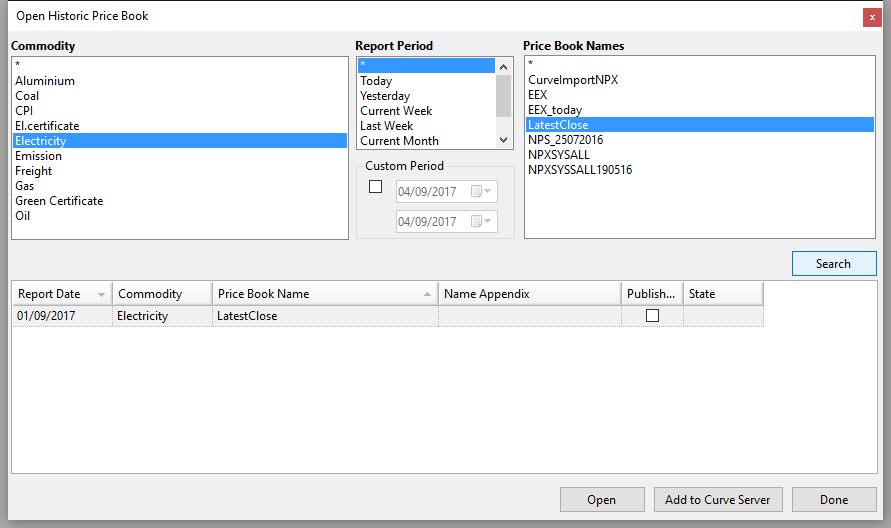 Open Historic Price Book
x
Commodity
*
Aluminium
Coal
CPI
El.certificate
Electricity
Emission
Freight
Gas
Green Certificate
Oil
Report Period
*
Today
Yesterday
Current Week
Last Week
Current Month
Custom Period
04/09/2017
04/09/2017
Price Book Names
*
CurveImportNPX
EEX
EEX_today
LatestClose
NPS_25072016
NPXSYSALL
NPXSYSSALL190516
Search
Report Date Commodity Price Book Name Name Appendix Publish... State
01/09/2017 Electricity LatestClose
Open Add to Curve Server Done